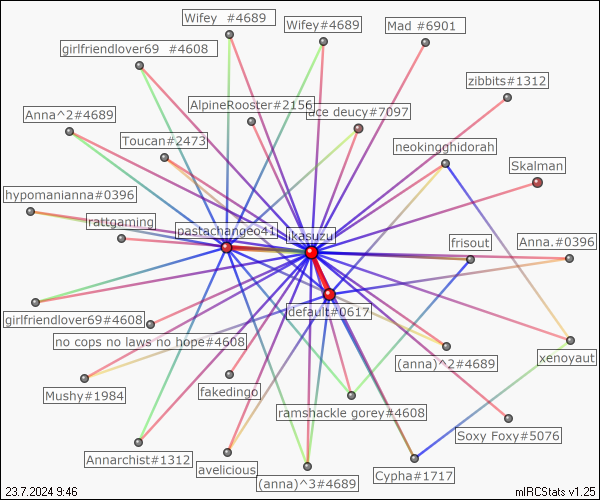 Wifey  #4689
Wifey#4689
Mad #6901
girlfriendlover69  #4608
zibbits#1312
AlpineRooster#2156
ace deucy#7097
Anna^2#4689
Toucan#2473
neokingghidorah
Skalman
hypomanianna#0396
rattgaming
pastachangeo41
ikasuzu
frisout
Anna.#0396
default#0617
girlfriendlover69#4608
no cops no laws no hope#4608
(anna)^2#4689
xenoyaut
Mushy#1984
fakedingo
ramshackle gorey#4608
Soxy Foxy#5076
Annarchist#1312
avelicious
(anna)^3#4689
Cypha#1717
23.7.2024 9:46
mIRCStats v1.25